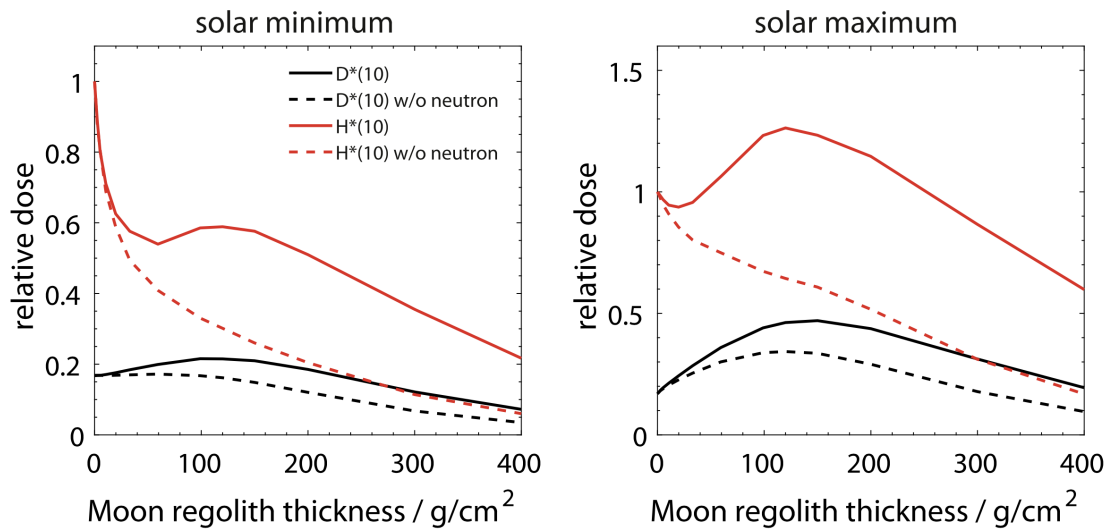 solar minimum
relative dose
1
0.8
0.6
0.4
0.2
0
D*(10)
D*(10) w/o neutron
H*(10)
H*(10) w/o neutron
0
100
200
300
400
Moon regolith thickness / g/cm²
solar maximum
relative dose
1.5
1
0.5
0
0
100
200
300
400
Moon regolith thickness / g/cm²